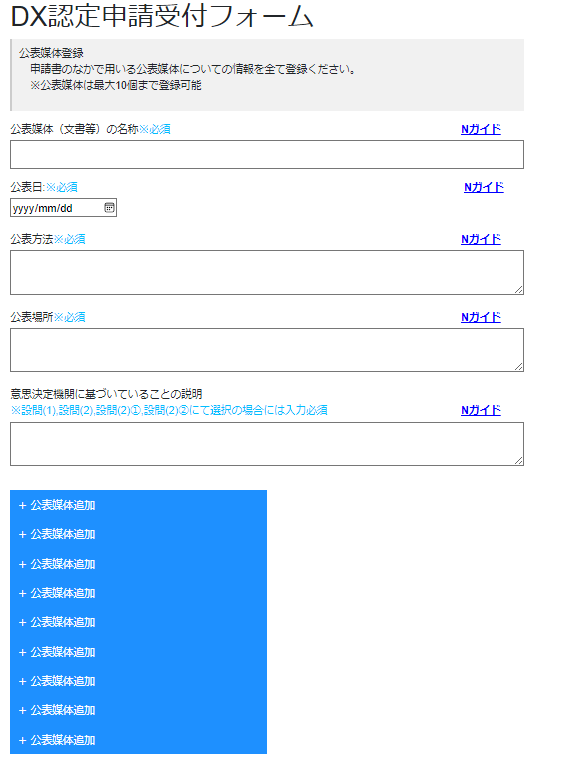 DX認定申請受付フォーム
公表媒体登録
申請書のなかで用いる公表媒体についての情報を全て登録ください。
※公表媒体は最大10個まで登録可能
公表媒体（文書等）の名称※必須 Nガイド
公表日:※必須 Nガイド
yyyy/mm/dd
公表方法※必須 Nガイド
公表場所※必須 Nガイド
意思決定機関に基づいていることの説明
※設問(1),設問(2),設問(2)①,設問(2)②にて選択の場合には入力必須 Nガイド
+ 公表媒体追加
+ 公表媒体追加
+ 公表媒体追加
+ 公表媒体追加
+ 公表媒体追加
+ 公表媒体追加
+ 公表媒体追加
+ 公表媒体追加
+ 公表媒体追加